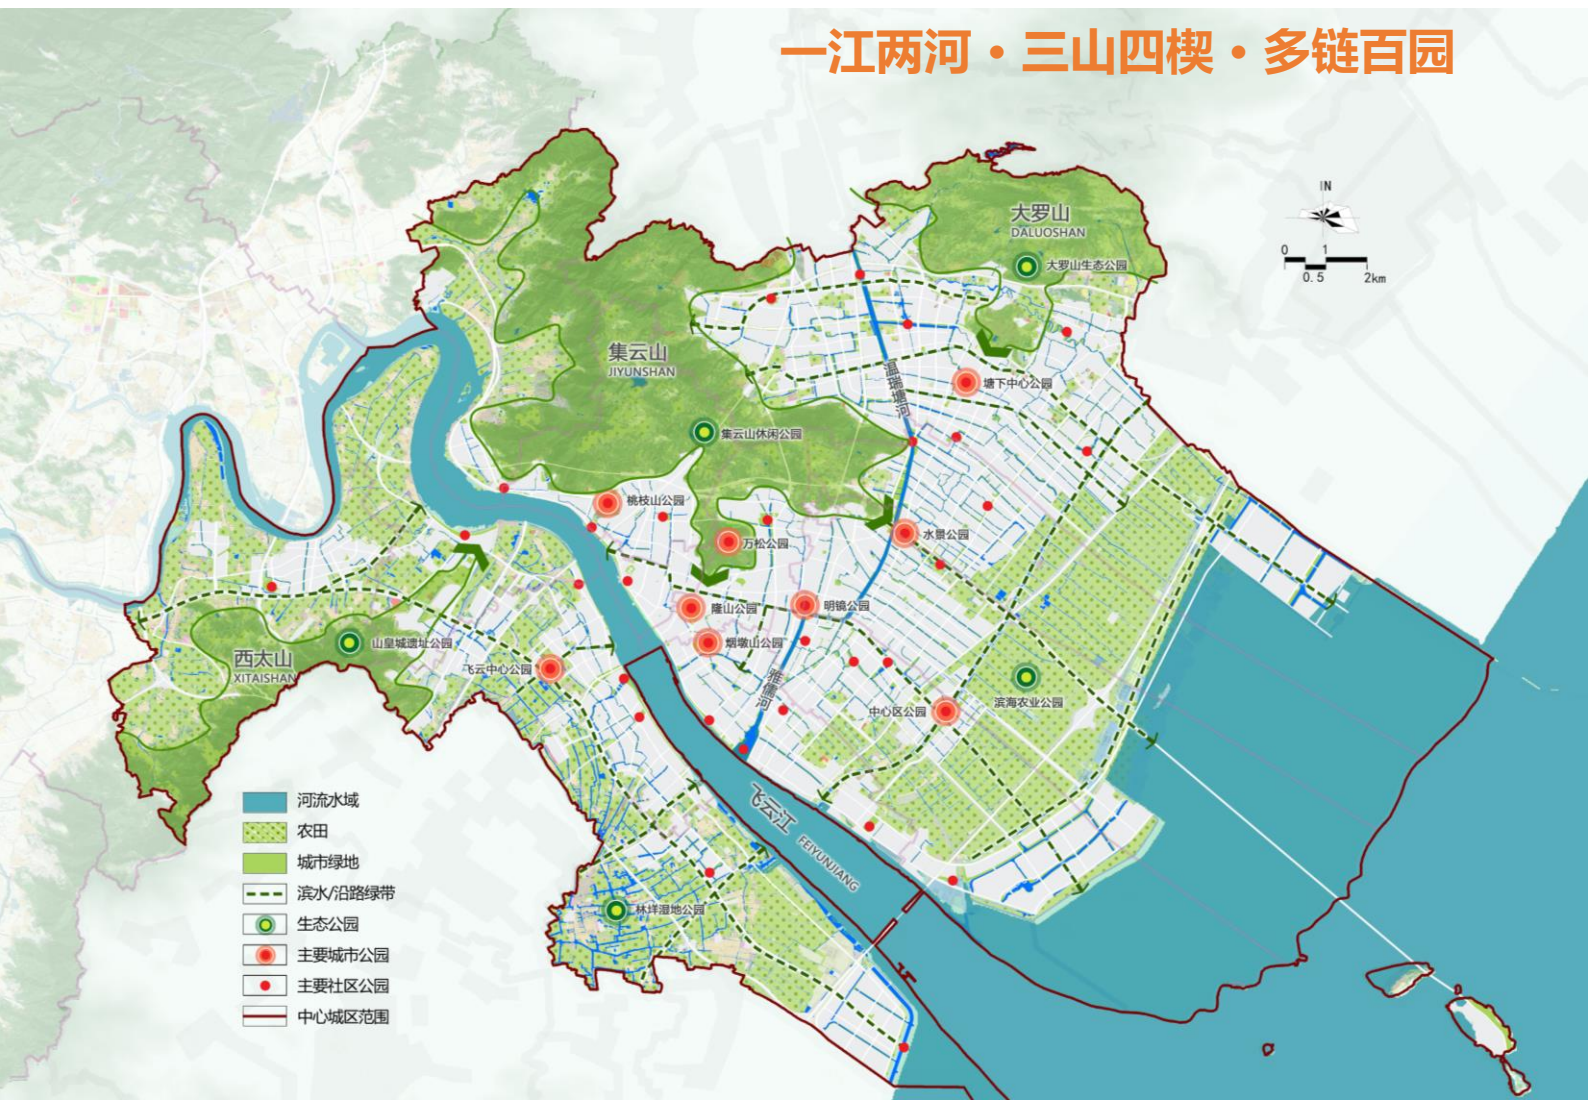 一江两河·三山四楔·多链百园
N
0 1
0.5 2km
大罗山
DALUOSHAN
大罗山生态公园
集云山
JIYUNSHAN
温瑞塘河
塘下中心公园
集云山休闲公园
桃枝山公园
万松公园
水景公园
隆山公园
明镜公园
烟墩山公园
山皇城遗址公园
西太山
XITAISHAN
飞云中心公园
雅儒河
中心区公园
滨海农业公园
飞云江
FEIYUNJIANG
林垟湿地公园
河流水域
农田
城市绿地
滨水/沿路绿带
生态公园
主要城市公园
主要社区公园
中心城区范围